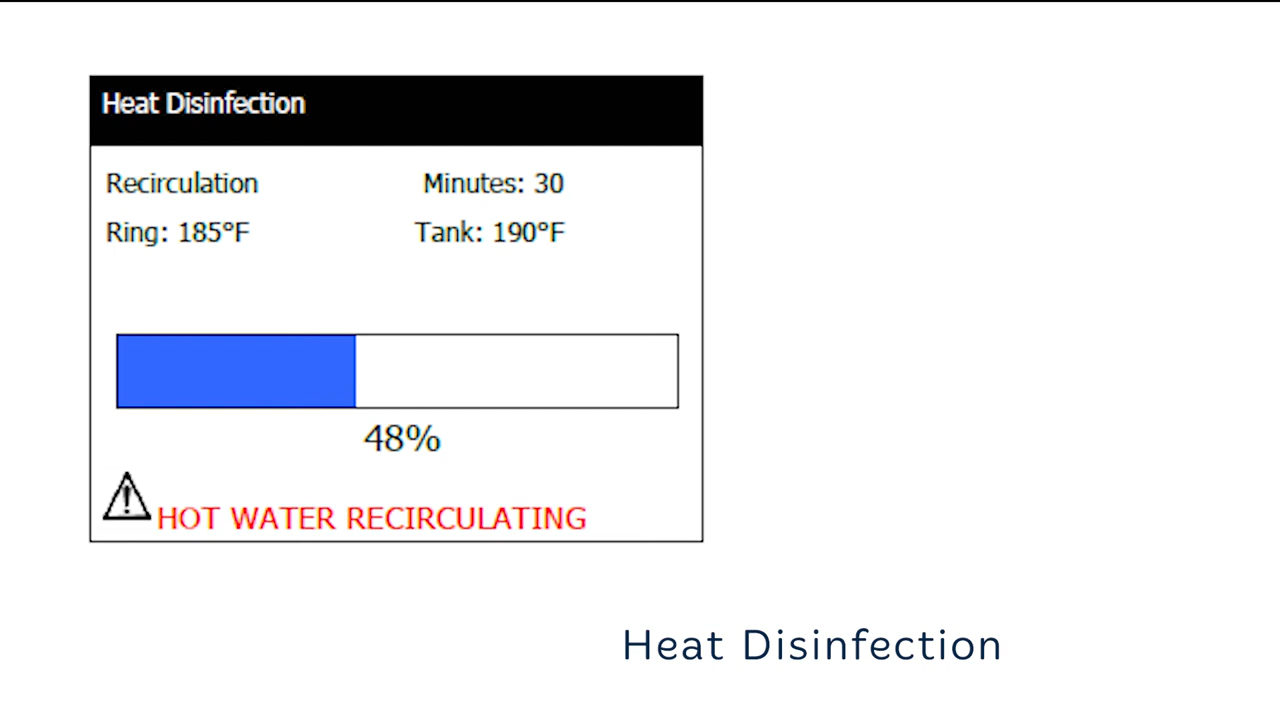 Heat Disinfection
Recirculation Minutes: 30
Ring: 185°F Tank: 190°F
48%
HOT WATER RECIRCULATING
Heat Disinfection